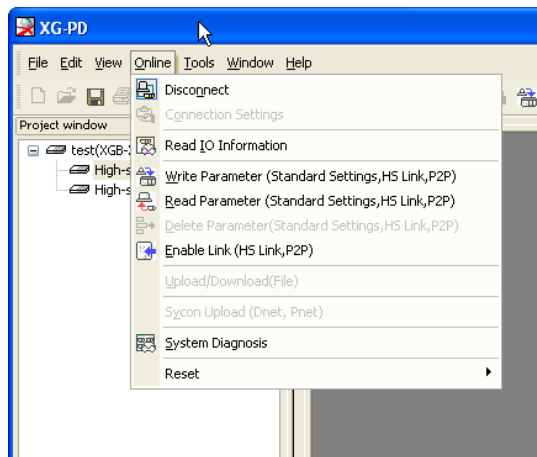 XG-PD
File Edit View Online Tools Window Help
Project window
test(XGB-
High-s
High-s
Disconnect
Connection Settings
Read IO Information
Write Parameter (Standard Settings,HS Link,P2P)
Read Parameter (Standard Settings,HS Link,P2P)
Delete Parameter(Standard Settings,HS Link,P2P)
Enable Link (HS Link,P2P)
Upload/Download(File)
Sycon Upload (Dnet, Pnet)
System Diagnosis
Reset